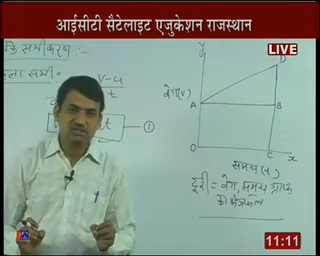 आईसीटी सैटेलाइट एजुकेशन राजस्थान
LIVE
समीकरण :-
v-u
t
t
①
y
D
वेग(v)
A
B
O
C
x
समय (t)
दूरी = वेग, समय ग्राफ
का क्षेत्रफल
11:11